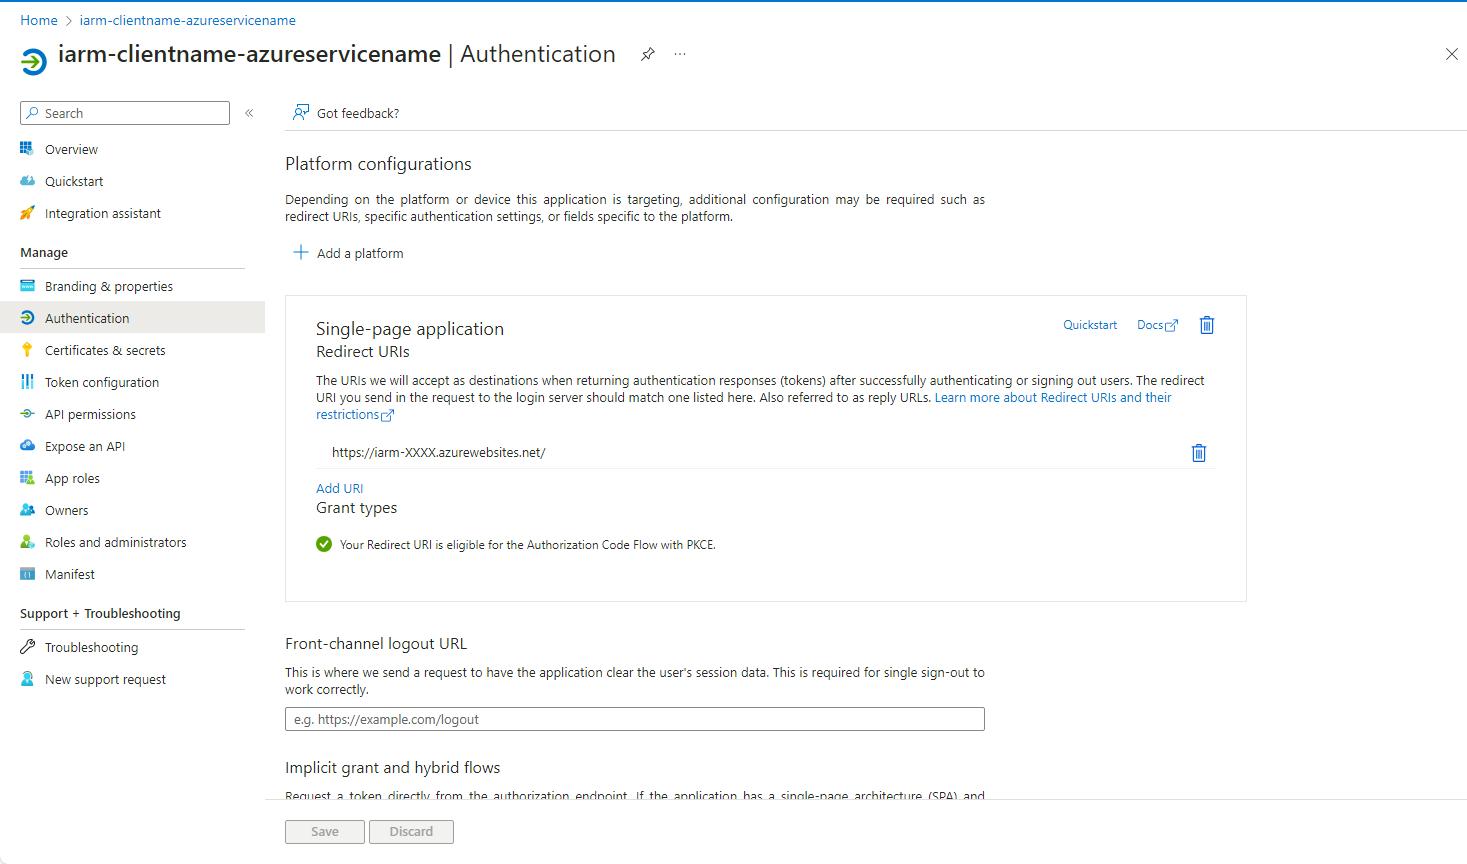 Home > iarm-clientname-azureservicename
iarm-clientname-azureservicename | Authentication
Search
Got feedback?
Overview
Quickstart
Integration assistant
Manage
Branding & properties
Authentication
Certificates & secrets
Token configuration
API permissions
Expose an API
App roles
Owners
Roles and administrators
Manifest
Support + Troubleshooting
Troubleshooting
New support request
Platform configurations
Depending on the platform or device this application is targeting, additional configuration may be required such as
redirect URIs, specific authentication settings, or fields specific to the platform.
Add a platform
Single-page application
Quickstart
Docs
Redirect URIs
The URIs we will accept as destinations when returning authentication responses (tokens) after successfully authenticating or signing out users. The redirect
URI you send in the request to the login server should match one listed here. Also referred to as reply URLs. Learn more about Redirect URIs and their
restrictions
https://iarm-XXXX.azurewebsites.net/
Add URI
Grant types
Your Redirect URI is eligible for the Authorization Code Flow with PKCE.
Front-channel logout URL
This is where we send a request to have the application clear the user's session data. This is required for single sign-out to
work correctly.
e.g. https://example.com/logout
Implicit grant and hybrid flows
Request a token directly from the authorization endpoint. If the application has a single-page architecture (SPA) and
Save
Discard